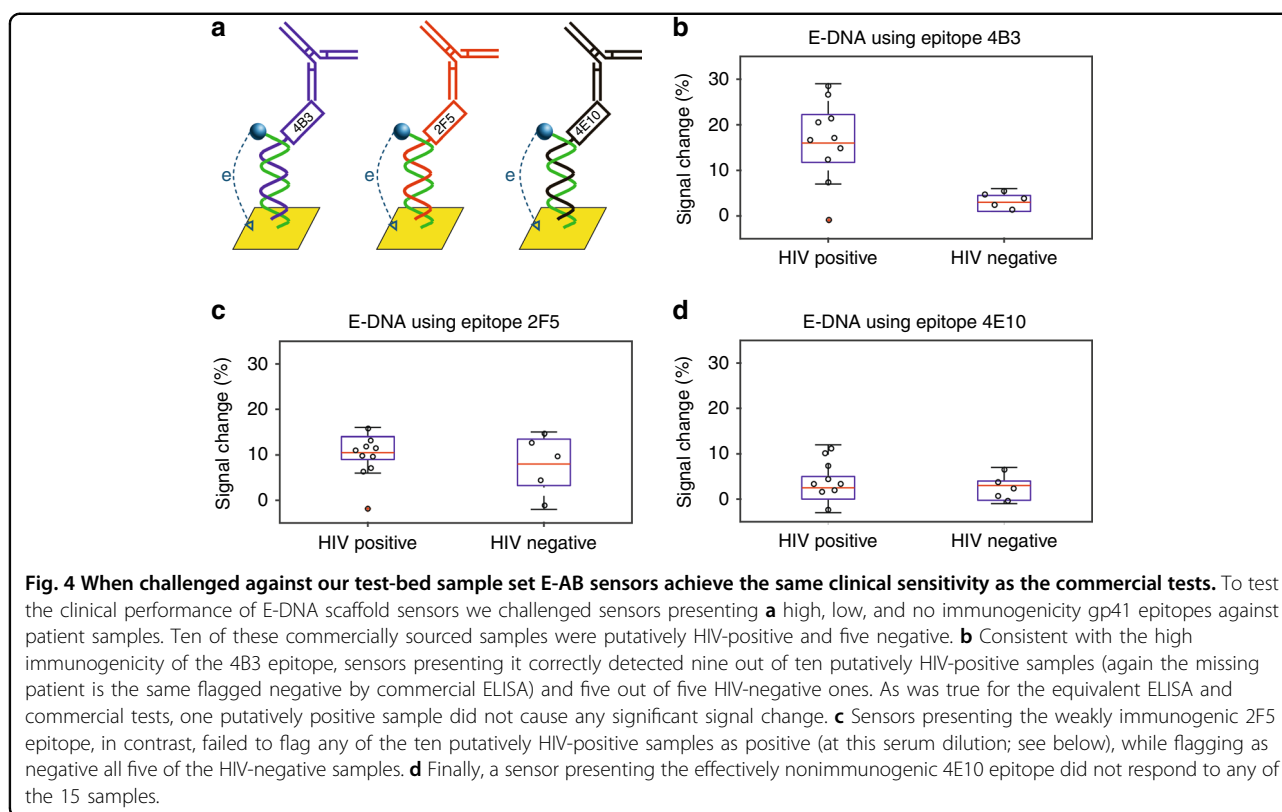 a
4B3
2F5
4E10
e
e
e
b
E-DNA using epitope 4B3
Signal change (%)
30
20
10
0
HIV positive
HIV negative
c
E-DNA using epitope 2F5
Signal change (%)
30
20
10
0
HIV positive
HIV negative
d
E-DNA using epitope 4E10
Signal change (%)
30
20
10
0
HIV positive
HIV negative
Fig. 4 When challenged against our test-bed sample set E-AB sensors achieve the same clinical sensitivity as the commercial tests. To test
the clinical performance of E-DNA scaffold sensors we challenged sensors presenting a high, low, and no immunogenicity gp41 epitopes against
patient samples. Ten of these commercially sourced samples were putatively HIV-positive and five negative. b Consistent with the high
immunogenicity of the 4B3 epitope, sensors presenting it correctly detected nine out of ten putatively HIV-positive samples (again the missing
patient is the same flagged negative by commercial ELISA) and five out of five HIV-negative ones. As was true for the equivalent ELISA and
commercial tests, one putatively positive sample did not cause any significant signal change. c Sensors presenting the weakly immunogenic 2F5
epitope, in contrast, failed to flag any of the ten putatively HIV-positive samples as positive (at this serum dilution; see below), while flagging as
negative all five of the HIV-negative samples. d Finally, a sensor presenting the effectively nonimmunogenic 4E10 epitope did not respond to any of
the 15 samples.